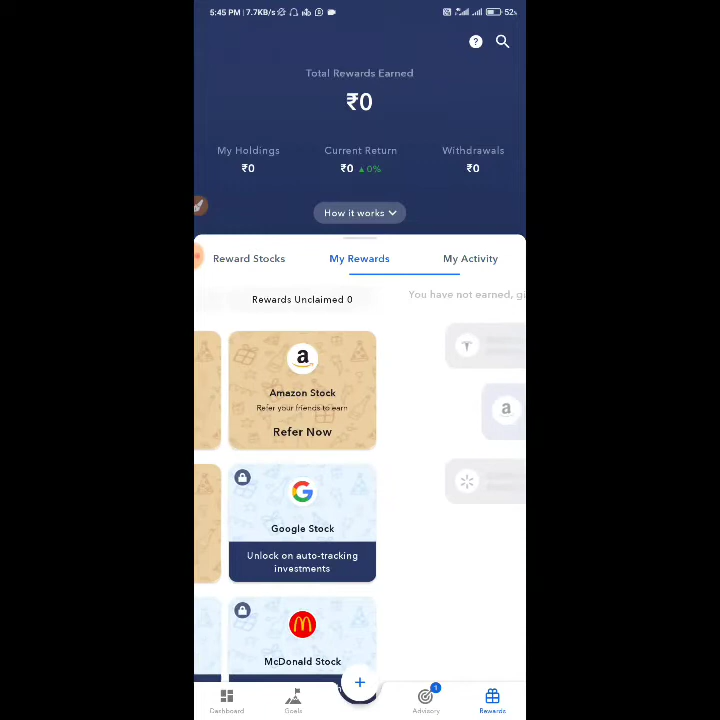 5:45 PM | 7.7KB/s
52%
?
Total Rewards Earned
₹0
My Holdings
Current Return
Withdrawals
₹0
₹0 ▲0%
₹0
How it works
Reward Stocks
My Rewards
My Activity
Rewards Unclaimed 0
You have not earned, gi
a
Amazon Stock
Refer your friends to earn
Refer Now
a
G
Google Stock
Unlock on auto-tracking
investments
McDonald Stock
+
1
Dashboard
Goals
Advisory
Rewards